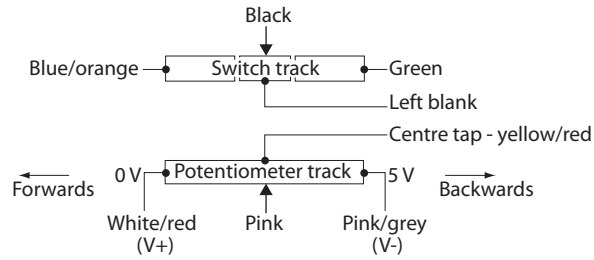 Black
Blue/orange
Switch track
Green
Left blank
Centre tap - yellow/red
0 V
Potentiometer track
5 V
Forwards
Backwards
White/red
(V+)
Pink
Pink/grey
(V-)